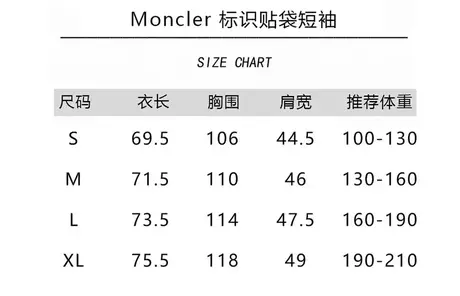 Moncler 标识贴袋短袖
SIZE CHART
尺码 衣长 胸围 肩宽 推荐体重
S 69.5 106 44.5 100-130
M 71.5 110 46 130-160
L 73.5 114 47.5 160-190
XL 75.5 118 49 190-210